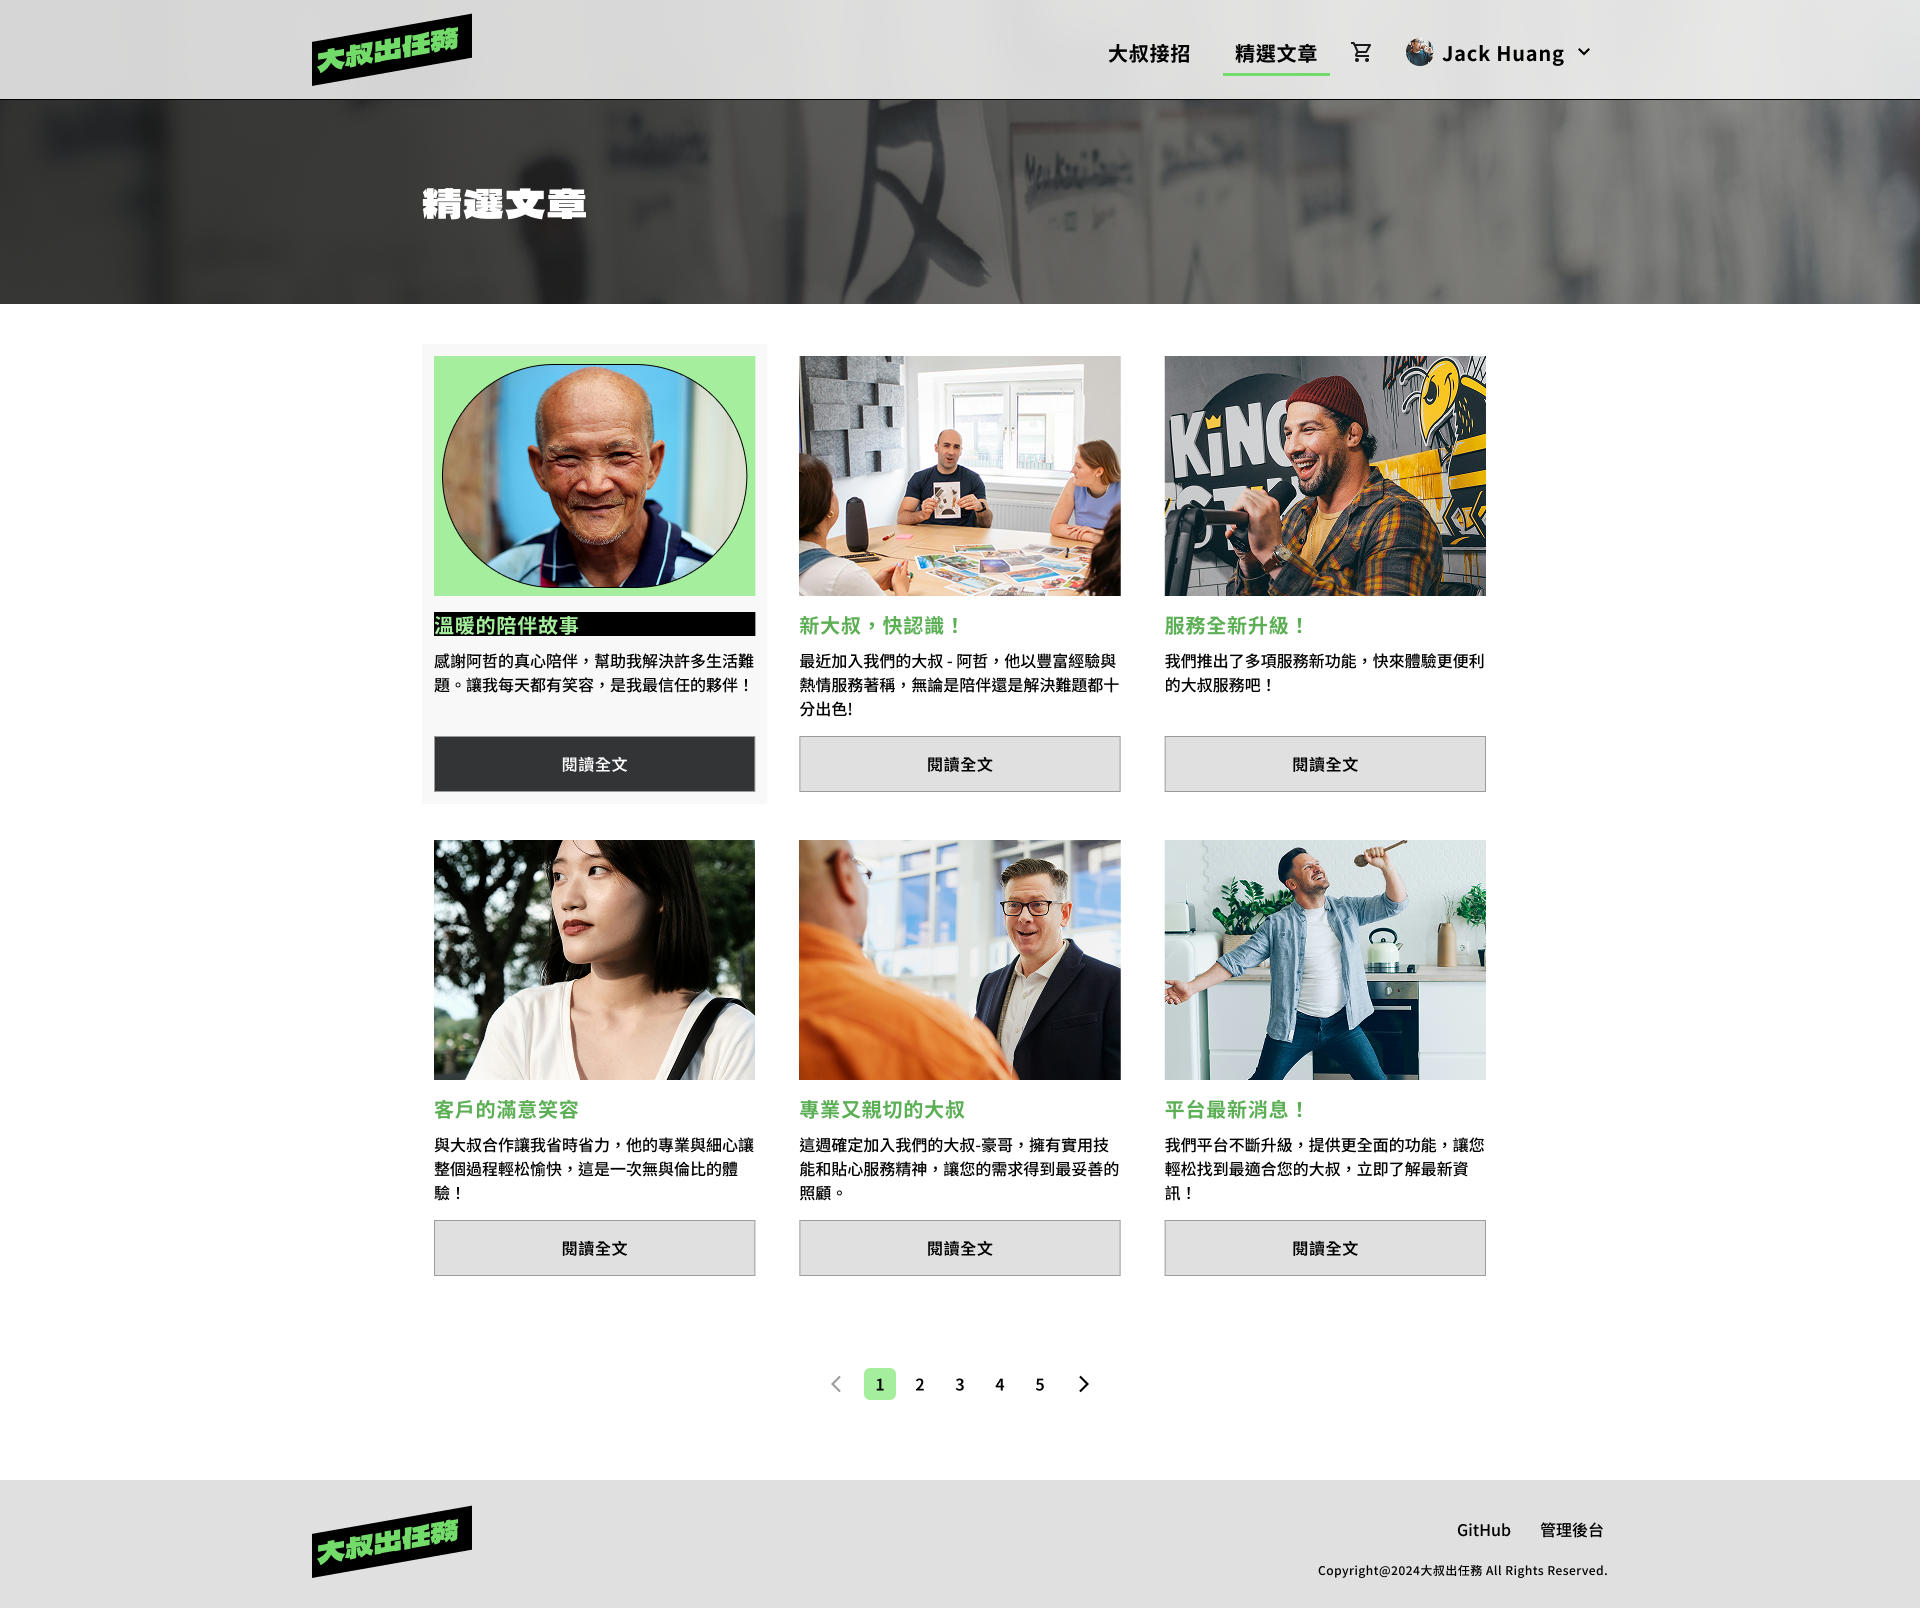 大叔出任務
大叔接招
精選文章
Jack Huang
精選文章
KING
溫暖的陪伴故事
感謝阿哲的真心陪伴，幫助我解決許多生活難
題。讓我每天都有笑容，是我最信任的夥伴！
閱讀全文
新大叔，快認識！
最近加入我們的大叔 - 阿哲，他以豐富經驗與
熱情服務著稱，無論是陪伴還是解決難題都十
分出色!
閱讀全文
服務全新升級！
我們推出了多項服務新功能，快來體驗更便利
的大叔服務吧！
閱讀全文
客戶的滿意笑容
與大叔合作讓我省時省力，他的專業與細心讓
整個過程輕松愉快，這是一次無與倫比的體
驗！
閱讀全文
專業又親切的大叔
這週確定加入我們的大叔-豪哥，擁有實用技
能和貼心服務精神，讓您的需求得到最妥善的
照顧。
閱讀全文
平台最新消息！
我們平台不斷升級，提供更全面的功能，讓您
輕松找到最適合您的大叔，立即了解最新資
訊！
閱讀全文
1 2 3 4 5
大叔出任務
GitHub
管理後台
Copyright@2024大叔出任務 All Rights Reserved.